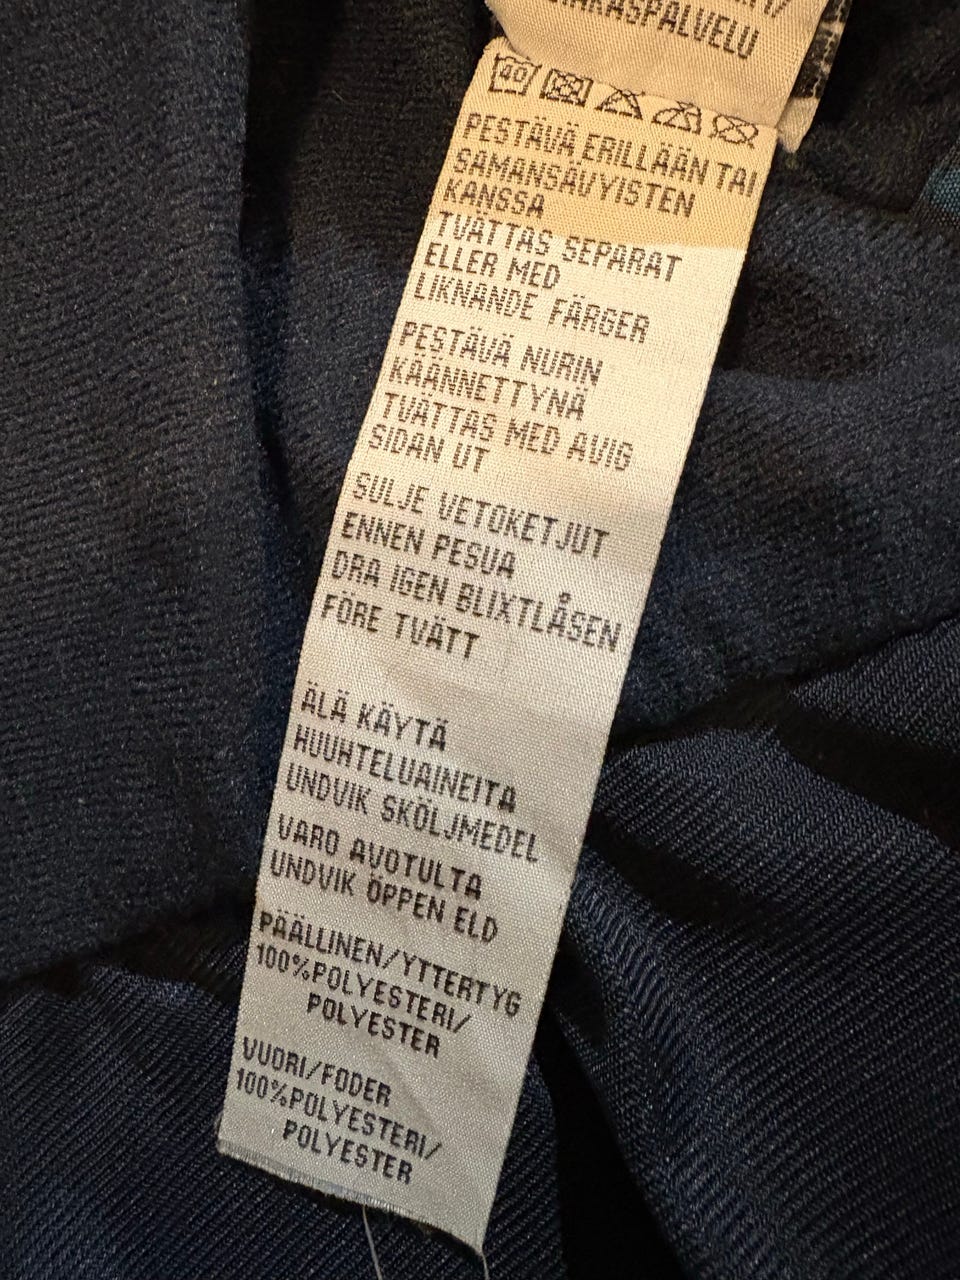 40
PESTÄVÄ ERILLÄÄN TAI
SAMANSÄVYISTEN
KANSSA
TVÄTTAS SEPARAT
ELLER MED
LIKNANDE FÄRGER
PESTÄVÄ NURIN
KÄÄNNETTYNÄ
TVÄTTAS MED AVIG
SIDAN UT
SULJE VETOKETJUT
ENNEN PESUA
DRA IGEN BLIXTLÅSEN
FÖRE TVÄTT
ÄLÄ KÄYTÄ
HUUHTELUAINEITA
UNDVIK SKÖLJMEDEL
VARO AVOTULTA
UNDVIK ÖPPEN ELD
PÄÄLLINEN/YTTERTYG
100%POLYESTERI/
POLYESTER
VUORI/FODER
100%POLYESTERI/
POLYESTER